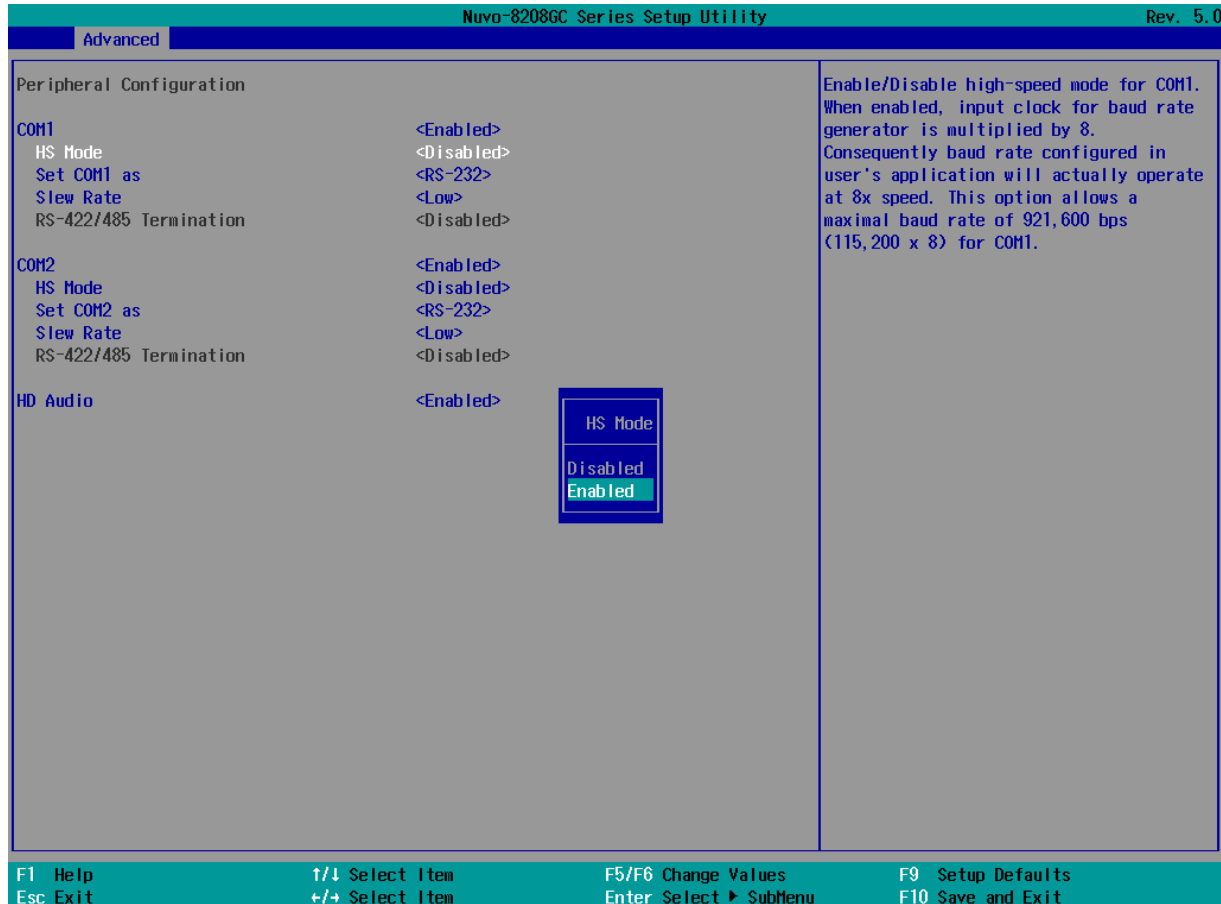 Nuvo-8208GC Series Setup Utility Rev. 5.0
Advanced
Peripheral Configuration
COM1 <Enabled>
HS Mode <Disabled>
Set COM1 as <RS-232>
Slew Rate <Low>
RS-422/485 Termination <Disabled>
COM2 <Enabled>
HS Mode <Disabled>
Set COM2 as <RS-232>
Slew Rate <Low>
RS-422/485 Termination <Disabled>
HD Audio <Enabled>
HS Mode
Disabled
Enabled
Enable/Disable high-speed mode for COM1.
When enabled, input clock for baud rate
generator is multiplied by 8.
Consequently baud rate configured in
user's application will actually operate
at 8x speed. This option allows a
maximal baud rate of 921,600 bps
(115,200 x 8) for COM1.
F1 Help ↑/↓ Select Item F5/F6 Change Values F9 Setup Defaults
Esc Exit ←/→ Select Item Enter Select ▶ SubMenu F10 Save and Exit